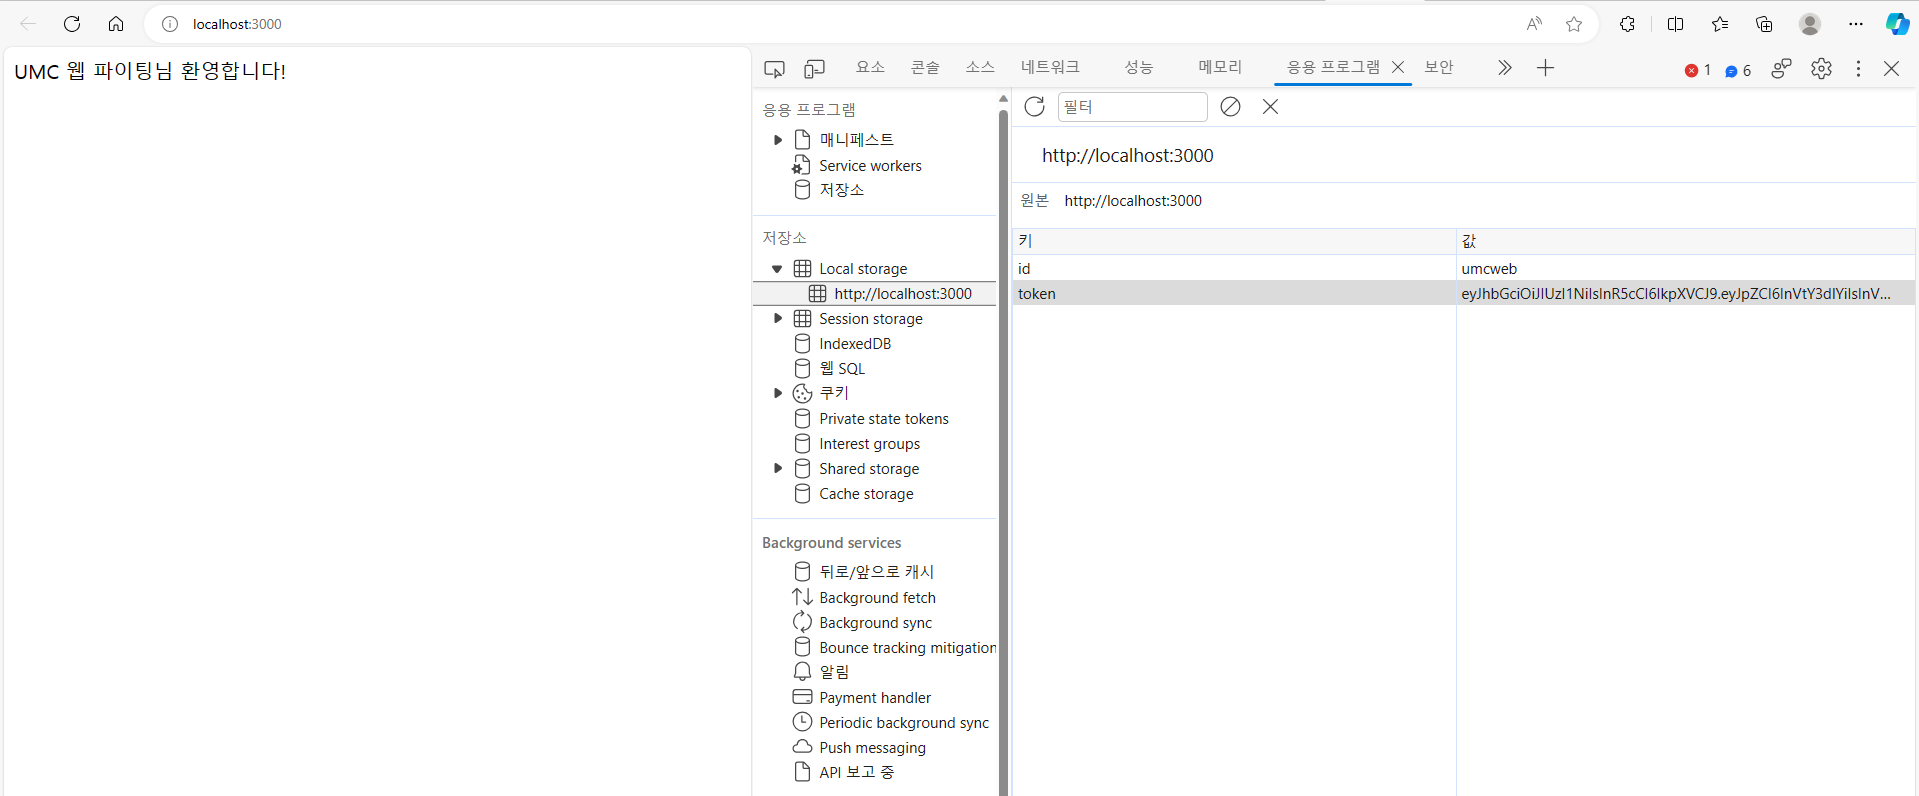 localhost:3000
UMC 웹 파이팅님 환영합니다!
요소 콘솔 소스 네트워크 성능 메모리 응용 프로그램 보안
1 6
응용 프로그램
매니페스트
Service workers
저장소
저장소
Local storage
http://localhost:3000
Session storage
IndexedDB
웹 SQL
쿠키
Private state tokens
Interest groups
Shared storage
Cache storage
Background services
뒤로/앞으로 캐시
Background fetch
Background sync
Bounce tracking mitigation
알림
Payment handler
Periodic background sync
Push messaging
API 보고 중
필터
http://localhost:3000
원본 http://localhost:3000
키 값
id umcweb
token eyJhbGciOiJIUzI1NiIsInR5cCI6IkpXVCJ9.eyJpZCI6InVtY3dlYiIsInV...